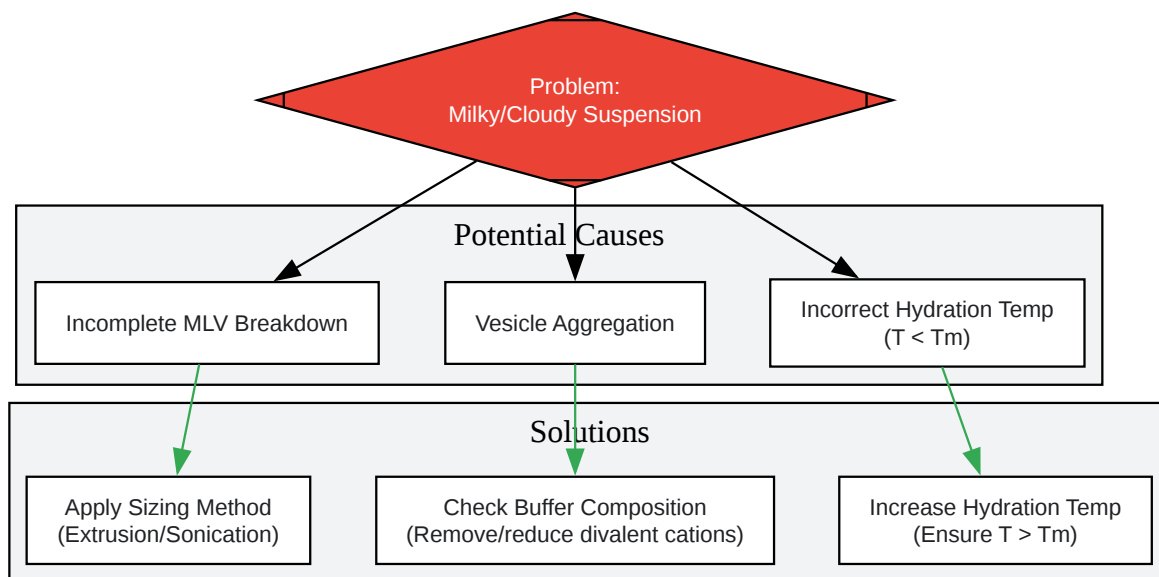 Problem:
Milky/Cloudy Suspension
Potential Causes
Incomplete MLV Breakdown
Vesicle Aggregation
Incorrect Hydration Temp
(T < Tm)
Solutions
Apply Sizing Method
(Extrusion/Sonication)
Check Buffer Composition
(Remove/reduce divalent cations)
Increase Hydration Temp
(Ensure T > Tm)